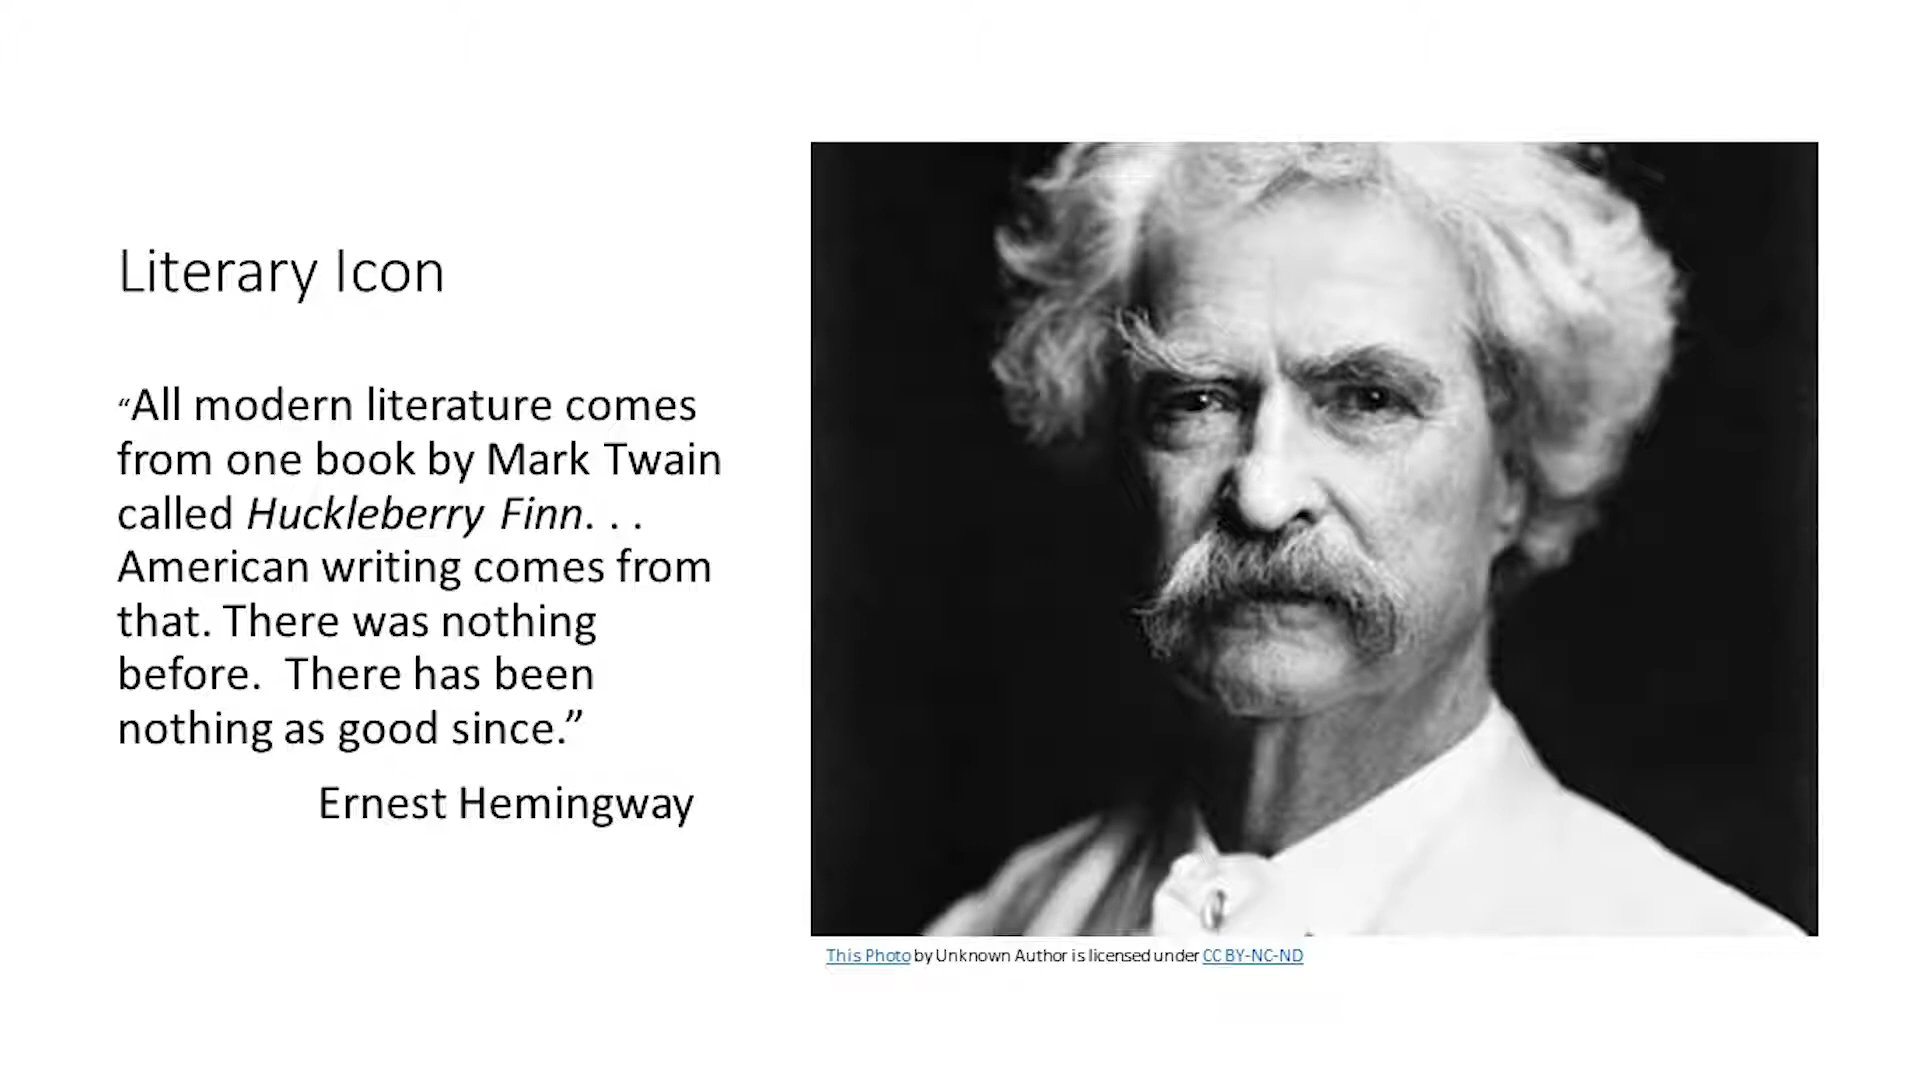 Literary Icon
“All modern literature comes
from one book by Mark Twain
called Huckleberry Finn. . .
American writing comes from
that. There was nothing
before.  There has been
nothing as good since.”
Ernest Hemingway
This Photo by Unknown Author is licensed under CC BY-NC-ND